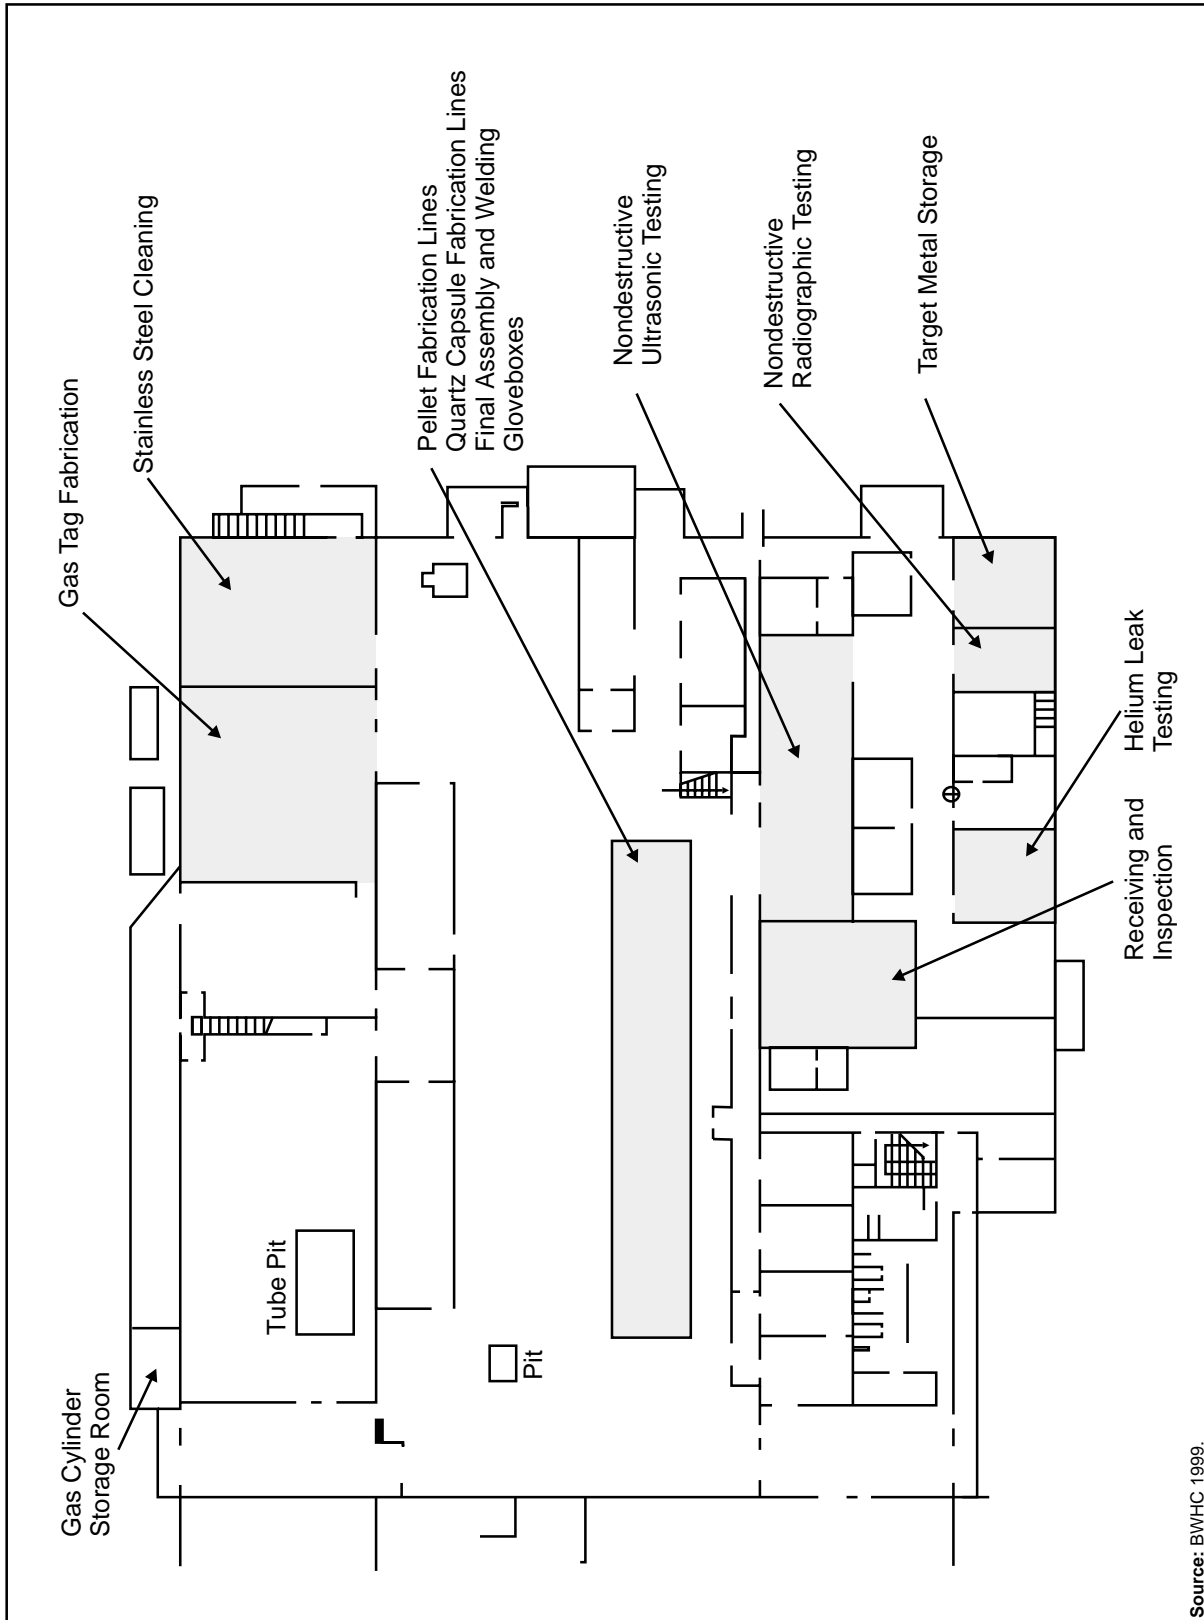 Gas Cylinder
Storage Room
Gas Tag Fabrication
Stainless Steel Cleaning
Tube Pit
Pellet Fabrication Lines
Quartz Capsule Fabrication Lines
Final Assembly and Welding
Gloveboxes
Pit
Nondestructive
Ultrasonic Testing
Nondestructive
Radiographic Testing
Target Metal Storage
Receiving and
Inspection
Helium Leak
Testing
Source: BWHC 1999.